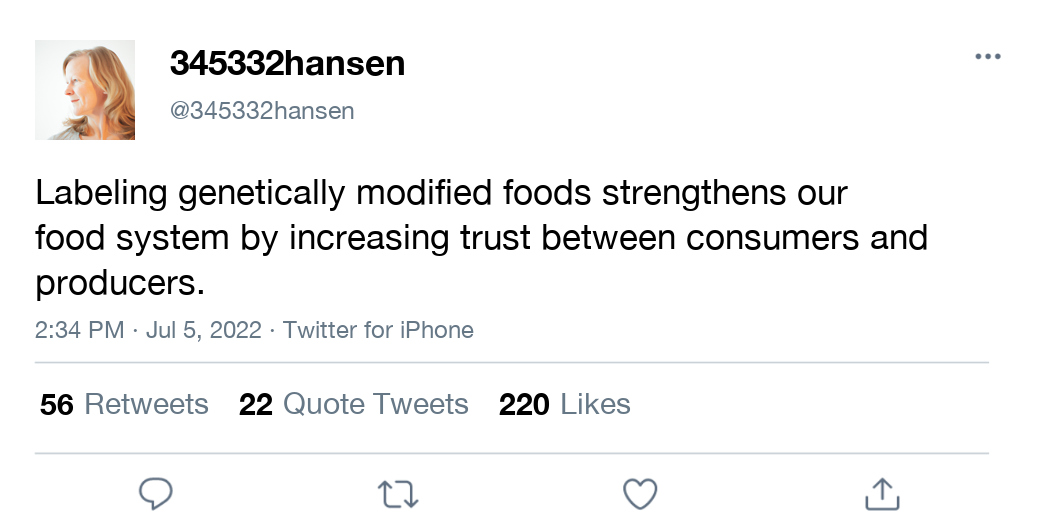 345332hansen
@345332hansen
Labeling genetically modified foods strengthens our
food system by increasing trust between consumers and
producers.
2:34 PM · Jul 5, 2022 · Twitter for iPhone
56 Retweets 22 Quote Tweets 220 Likes